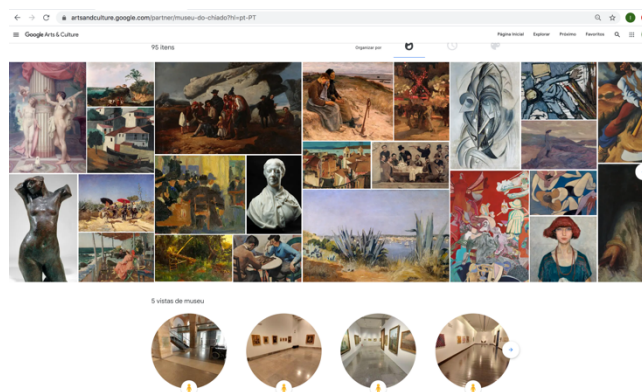 artsandculture.google.com/partner/museu-do-chiado?hl=pt-PT
Google Arts & Culture
Página Inicial Explorar Próximo Favoritos
95 itens
Organizar por
5 vistas de museu